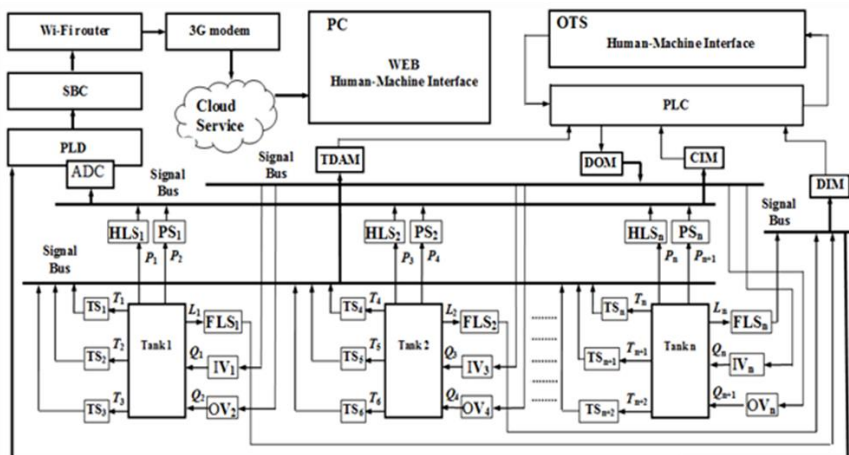 Wi-Fi router
3G modem
PC
WEB
Human-Machine Interface
OTS
Human-Machine Interface
SBC
Cloud
Service
PLC
PLD
ADC
Signal
Bus
Signal
Bus
TDAM
DOM
CIM
DIM
Signal
Bus
HLS1
PS1
HLS2
PS2
HLSn
PSn
P1
P2
P3
P4
Pn
Pn+1
Signal
Bus
TS1
T1
L1
FLS1
TS4
T4
L2
FLS2
TSn
Tn
Ln
FLSn
Tank 1
TS2
T2
Q1
IV1
Tank 2
TS5
T5
Q3
IV3
Tank n
TSn+1
Tn+1
Qn
IVn
TS3
T3
Q2
OV2
TS6
T6
Q4
OV4
TSn+2
Tn+2
Qn+1
OVn